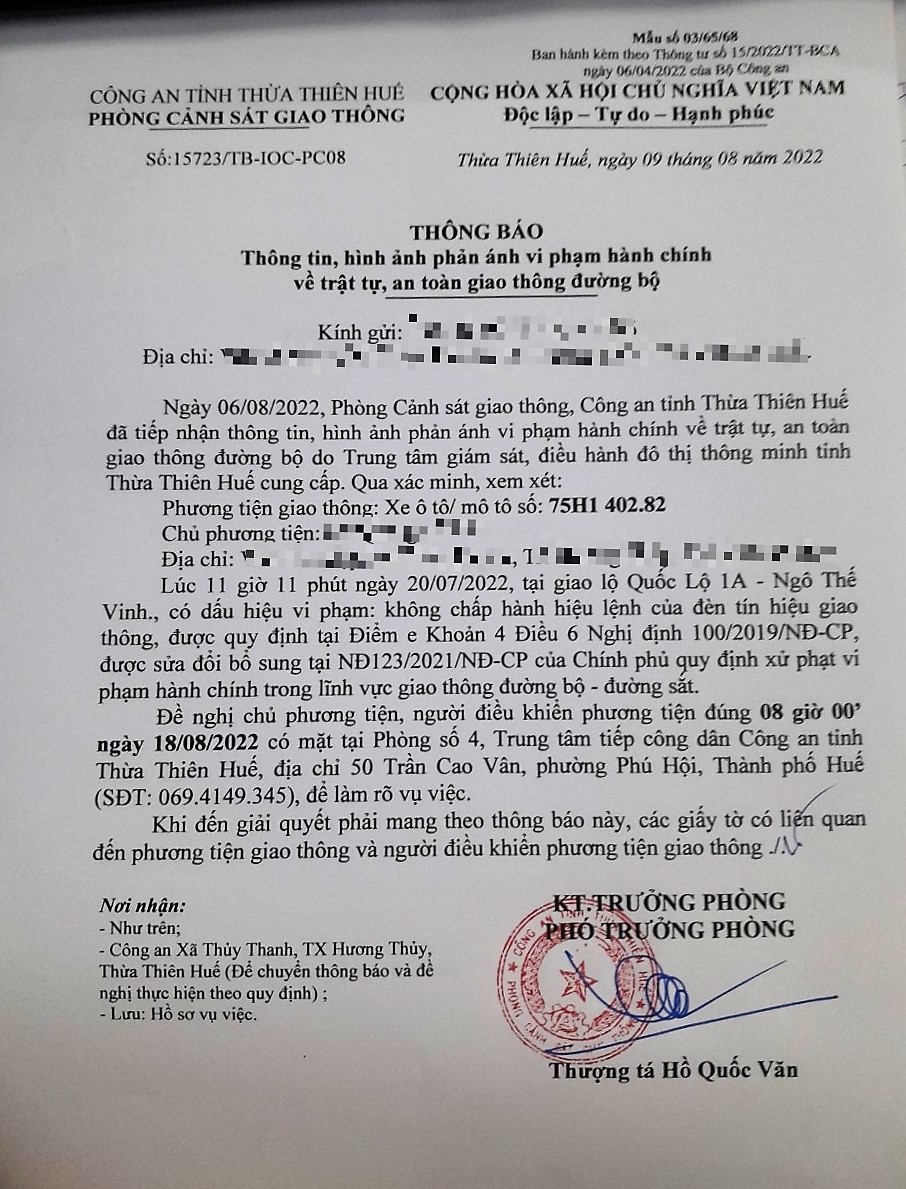 Mẫu số 03/65/68
Ban hành kèm theo Thông tư số 15/2022/TT-BCA
ngày 06/04/2022 của Bộ Công an
CÔNG AN TỈNH THỪA THIÊN HUẾ
PHÒNG CẢNH SÁT GIAO THÔNG
CỘNG HÒA XÃ HỘI CHỦ NGHĨA VIỆT NAM
Độc lập – Tự do – Hạnh phúc
Số:15723/TB-IOC-PC08
Thừa Thiên Huế, ngày 09 tháng 08 năm 2022
THÔNG BÁO
Thông tin, hình ảnh phản ánh vi phạm hành chính
về trật tự, an toàn giao thông đường bộ
Kính gửi:
Địa chỉ:
Ngày 06/08/2022, Phòng Cảnh sát giao thông, Công an tỉnh Thừa Thiên Huế
đã tiếp nhận thông tin, hình ảnh phản ánh vi phạm hành chính về trật tự, an toàn
giao thông đường bộ do Trung tâm giám sát, điều hành đô thị thông minh tỉnh
Thừa Thiên Huế cung cấp. Qua xác minh, xem xét:
Phương tiện giao thông: Xe ô tô/ mô tô số: 75H1 402.82
Chủ phương tiện:
Địa chỉ:
Lúc 11 giờ 11 phút ngày 20/07/2022, tại giao lộ Quốc Lộ 1A - Ngô Thế
Vinh., có dấu hiệu vi phạm: không chấp hành hiệu lệnh của đèn tín hiệu giao
thông, được quy định tại Điểm e Khoản 4 Điều 6 Nghị định 100/2019/NĐ-CP,
được sửa đổi bổ sung tại NĐ123/2021/NĐ-CP của Chính phủ quy định xử phạt vi
phạm hành chính trong lĩnh vực giao thông đường bộ - đường sắt.
Đề nghị chủ phương tiện, người điều khiển phương tiện đúng 08 giờ 00’
ngày 18/08/2022 có mặt tại Phòng số 4, Trung tâm tiếp công dân Công an tỉnh
Thừa Thiên Huế, địa chỉ 50 Trần Cao Vân, phường Phú Hội, Thành phố Huế
(SĐT: 069.4149.345), để làm rõ vụ việc.
Khi đến giải quyết phải mang theo thông báo này, các giấy tờ có liên quan
đến phương tiện giao thông và người điều khiển phương tiện giao thông ./.
Nơi nhận:
- Như trên;
- Công an Xã Thủy Thanh, TX Hương Thủy,
Thừa Thiên Huế (Để chuyển thông báo và đề
nghị thực hiện theo quy định) ;
- Lưu: Hồ sơ vụ việc.
KT.TRƯỞNG PHÒNG
PHÓ TRƯỞNG PHÒNG
Thượng tá Hồ Quốc Văn